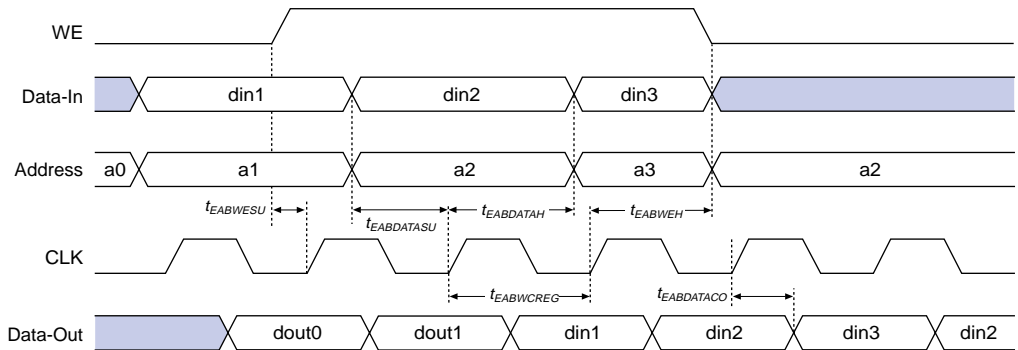 WE
Data-In din1 din2 din3
Address a0 a1 a2 a3 a2
tEABWESU tEABDATASU tEABDATAH tEABWEH
CLK
tEABWCREG tEABDATACO
Data-Out dout0 dout1 din1 din2 din3 din2